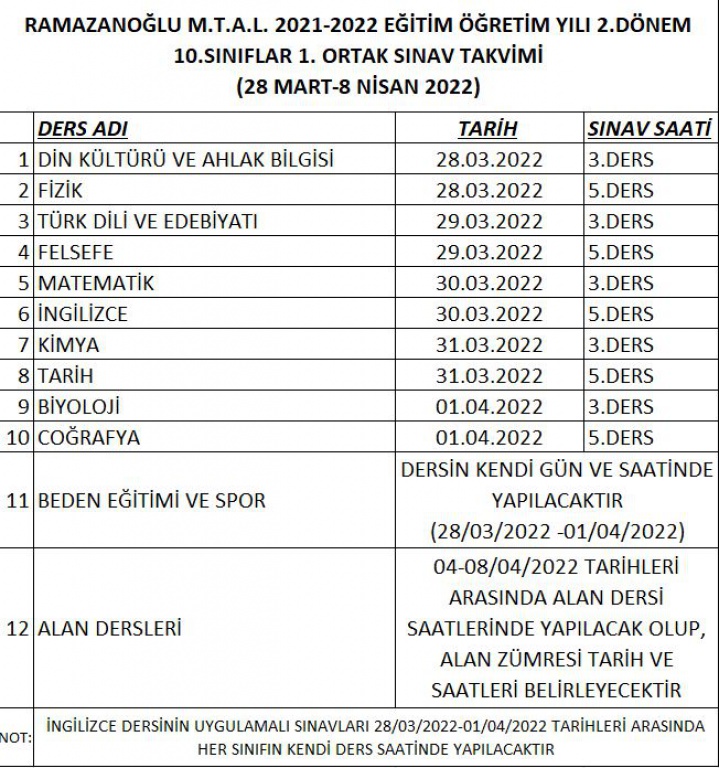 RAMAZANOĞLU M.T.A.L. 2021-2022 EĞİTİM ÖĞRETİM YILI 2.DÖNEM
10.SINIFLAR 1. ORTAK SINAV TAKVİMİ
(28 MART-8 NİSAN 2022)
DERS ADI TARİH SINAV SAATİ
1 DİN KÜLTÜRÜ VE AHLAK BİLGİSİ 28.03.2022 3.DERS
2 FİZİK 28.03.2022 5.DERS
3 TÜRK DİLİ VE EDEBİYATI 29.03.2022 3.DERS
4 FELSEFE 29.03.2022 5.DERS
5 MATEMATİK 30.03.2022 3.DERS
6 İNGİLİZCE 30.03.2022 5.DERS
7 KİMYA 31.03.2022 3.DERS
8 TARİH 31.03.2022 5.DERS
9 BİYOLOJİ 01.04.2022 3.DERS
10 COĞRAFYA 01.04.2022 5.DERS
11 BEDEN EĞİTİMİ VE SPOR
DERSİN KENDİ GÜN VE SAATİNDE
YAPILACAKTIR
(28/03/2022 -01/04/2022)
12 ALAN DERSLERİ
04-08/04/2022 TARİHLERİ
ARASINDA ALAN DERSİ
SAATLERİNDE YAPILACAK OLUP,
ALAN ZÜMRESİ TARİH VE
SAATLERİ BELİRLEYECEKTİR
NOT:
İNGİLİZCE DERSİNİN UYGULAMALI SINAVLARI 28/03/2022-01/04/2022 TARİHLERİ ARASINDA
HER SINIFIN KENDİ DERS SAATİNDE YAPILACAKTIR